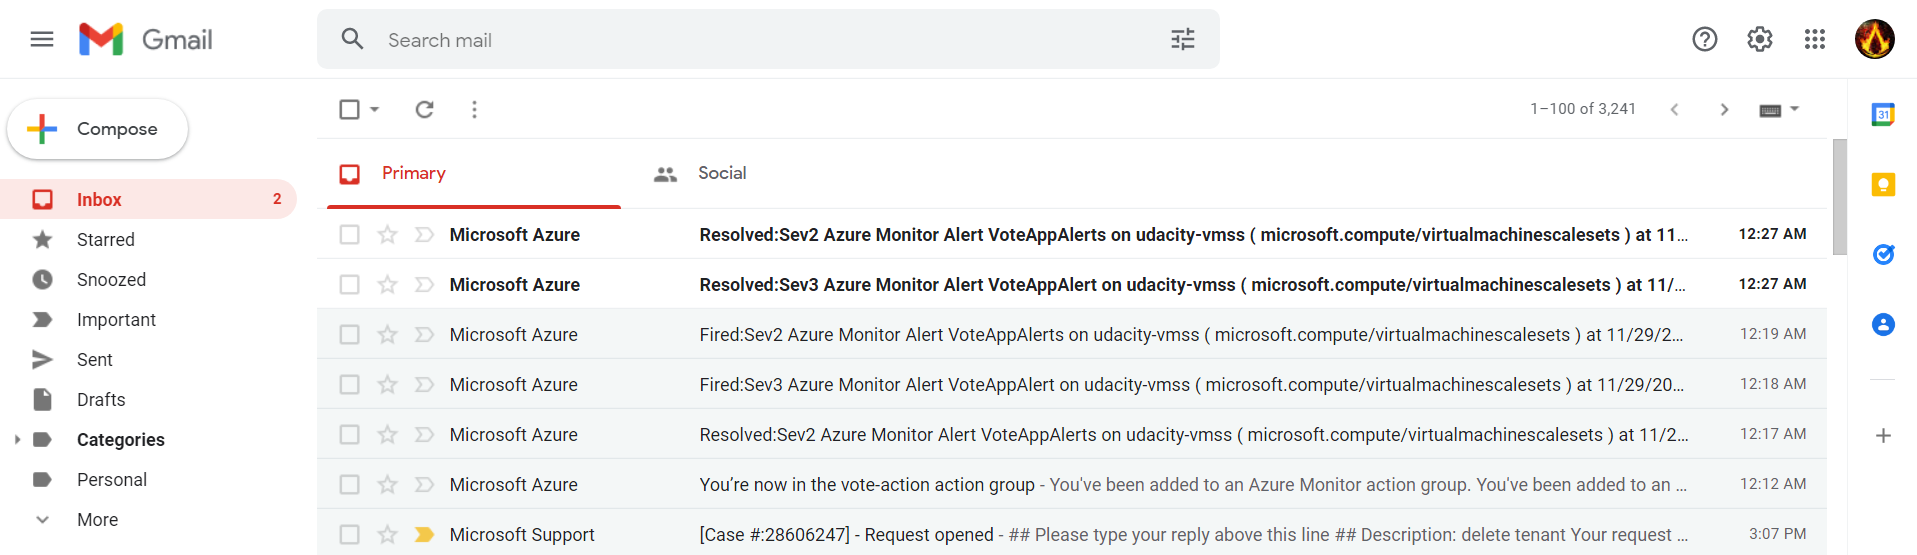 Gmail
Search mail
Compose
1–100 of 3,241
31
Primary
Social
Inbox 2
Starred
Snoozed
Important
Sent
Drafts
Categories
Personal
More
Microsoft Azure Resolved:Sev2 Azure Monitor Alert VoteAppAlerts on udacity-vmss ( microsoft.compute/virtualmachinescalesets ) at 11... 12:27 AM
Microsoft Azure Resolved:Sev3 Azure Monitor Alert VoteAppAlert on udacity-vmss ( microsoft.compute/virtualmachinescalesets ) at 11/... 12:27 AM
Microsoft Azure Fired:Sev2 Azure Monitor Alert VoteAppAlerts on udacity-vmss ( microsoft.compute/virtualmachinescalesets ) at 11/29/2... 12:19 AM
Microsoft Azure Fired:Sev3 Azure Monitor Alert VoteAppAlert on udacity-vmss ( microsoft.compute/virtualmachinescalesets ) at 11/29/20... 12:18 AM
Microsoft Azure Resolved:Sev2 Azure Monitor Alert VoteAppAlerts on udacity-vmss ( microsoft.compute/virtualmachinescalesets ) at 11/2... 12:17 AM
Microsoft Azure You’re now in the vote-action action group - You've been added to an Azure Monitor action group. You've been added to an ... 12:12 AM
Microsoft Support [Case #:28606247] - Request opened - ## Please type your reply above this line ## Description: delete tenant Your request ... 3:07 PM